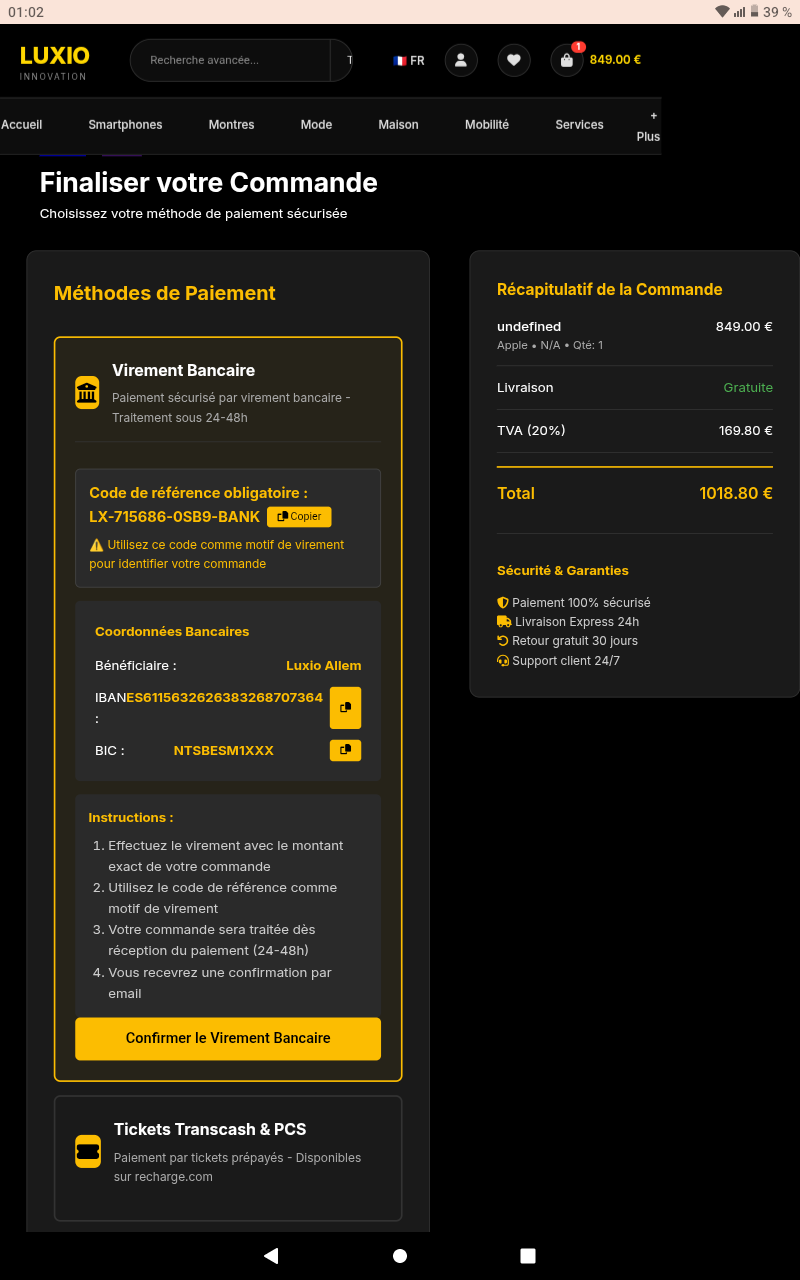 01:02
39 %
LUXIO
INNOVATION
Recherche avancée...
T
FR
1
849.00 €
Accueil
Smartphones
Montres
Mode
Maison
Mobilité
Services
+
Plus
Finaliser votre Commande
Choisissez votre méthode de paiement sécurisée
Méthodes de Paiement
Virement Bancaire
Paiement sécurisé par virement bancaire -
Traitement sous 24-48h
Code de référence obligatoire :
LX-715686-0SB9-BANK
Copier
⚠️ Utilisez ce code comme motif de virement
pour identifier votre commande
Coordonnées Bancaires
Bénéficiaire :
Luxio Allem
IBAN
:
ES6115632626383268707364
BIC :
NTSBESM1XXX
Instructions :
1. Effectuez le virement avec le montant
exact de votre commande
2. Utilisez le code de référence comme
motif de virement
3. Votre commande sera traitée dès
réception du paiement (24-48h)
4. Vous recevrez une confirmation par
email
Confirmer le Virement Bancaire
Tickets Transcash & PCS
Paiement par tickets prépayés - Disponibles
sur recharge.com
Récapitulatif de la Commande
undefined
849.00 €
Apple • N/A • Qté: 1
Livraison
Gratuite
TVA (20%)
169.80 €
Total
1018.80 €
Sécurité & Garanties
Paiement 100% sécurisé
Livraison Express 24h
Retour gratuit 30 jours
Support client 24/7